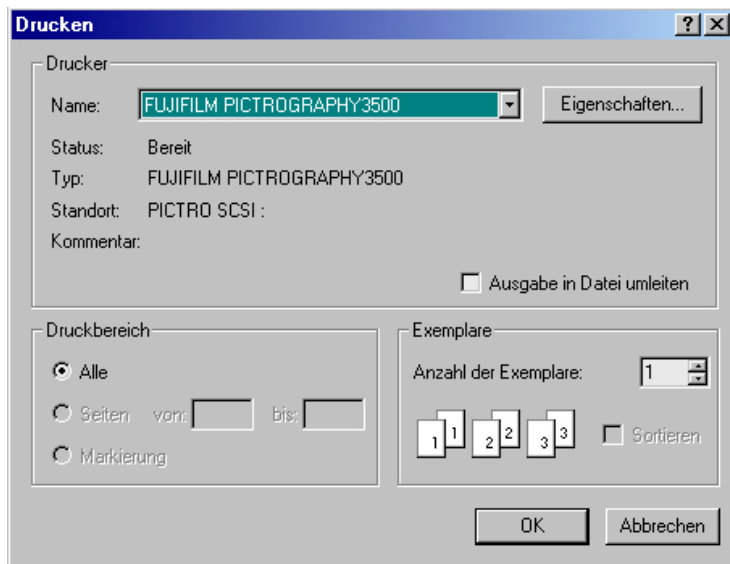 Drucken
Drucker
Name: FUJIFILM PICTROGRAPHY3500 Eigenschaften...
Status: Bereit
Typ: FUJIFILM PICTROGRAPHY3500
Standort: PICTRO SCSI :
Kommentar:
Ausgabe in Datei umleiten
Druckbereich
Alle
Seiten von: bis:
Markierung
Exemplare
Anzahl der Exemplare: 1
1 1 2 2 3 3 Sortieren
OK Abbrechen